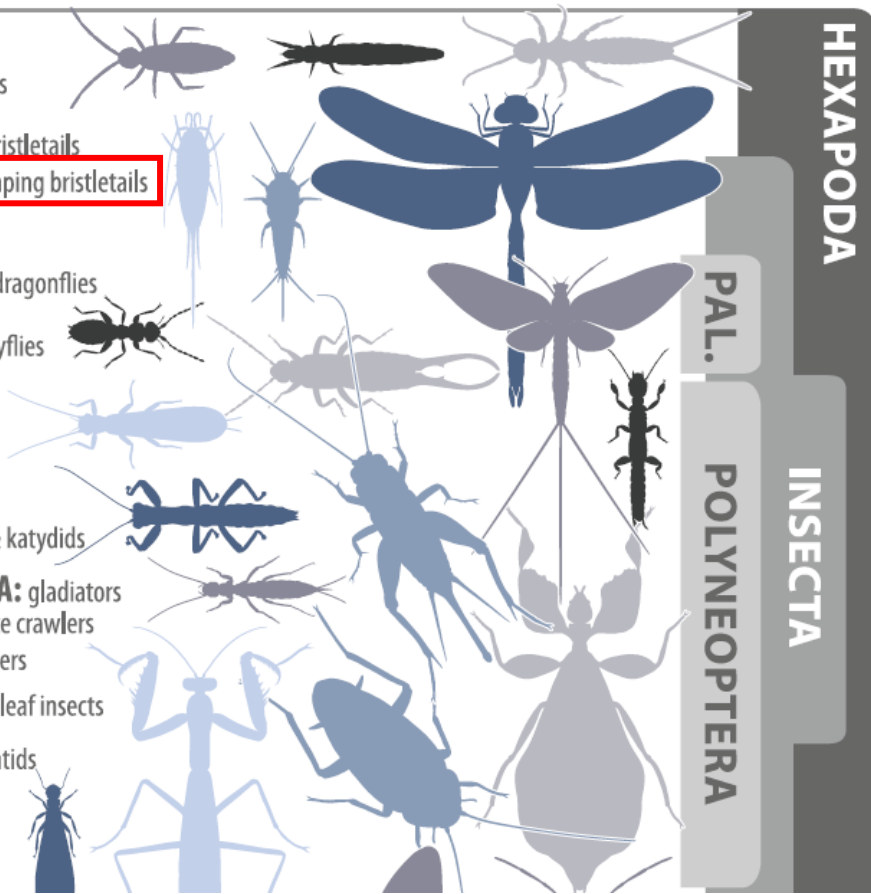 s
ristletails
ping bristletails
dragonflies
yflies
katydids
A: gladiators
e crawlers
ers
leaf insects
tids
HEXAPODA
PAL.
INSECTA
POLYNEOPTERA